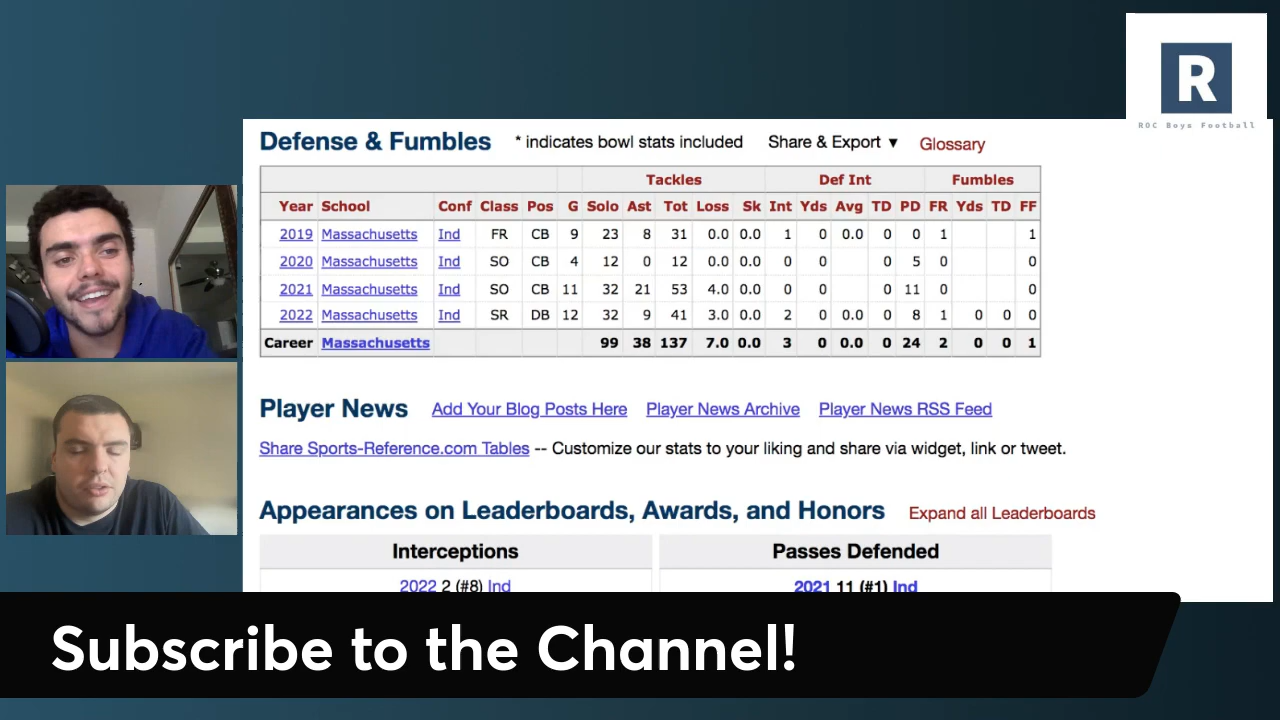 R
ROC Boys Football
Defense & Fumbles * indicates bowl stats included Share & Export ▼ Glossary
Tackles Def Int Fumbles
Year School Conf Class Pos G Solo Ast Tot Loss Sk Int Yds Avg TD PD FR Yds TD FF
2019 Massachusetts Ind FR CB 9 23 8 31 0.0 0.0 1 0 0.0 0 0 1 1
2020 Massachusetts Ind SO CB 4 12 0 12 0.0 0.0 0 0 0 5 0 0
2021 Massachusetts Ind SO CB 11 32 21 53 4.0 0.0 0 0 0 11 0 0
2022 Massachusetts Ind SR DB 12 32 9 41 3.0 0.0 2 0 0.0 0 8 1 0 0 0
Career Massachusetts 99 38 137 7.0 0.0 3 0 0.0 0 24 2 0 0 1
Player News Add Your Blog Posts Here Player News Archive Player News RSS Feed
Share Sports-Reference.com Tables -- Customize our stats to your liking and share via widget, link or tweet.
Appearances on Leaderboards, Awards, and Honors Expand all Leaderboards
Interceptions Passes Defended
2022 2 (#8) Ind 2021 11 (#1) Ind
Subscribe to the Channel!